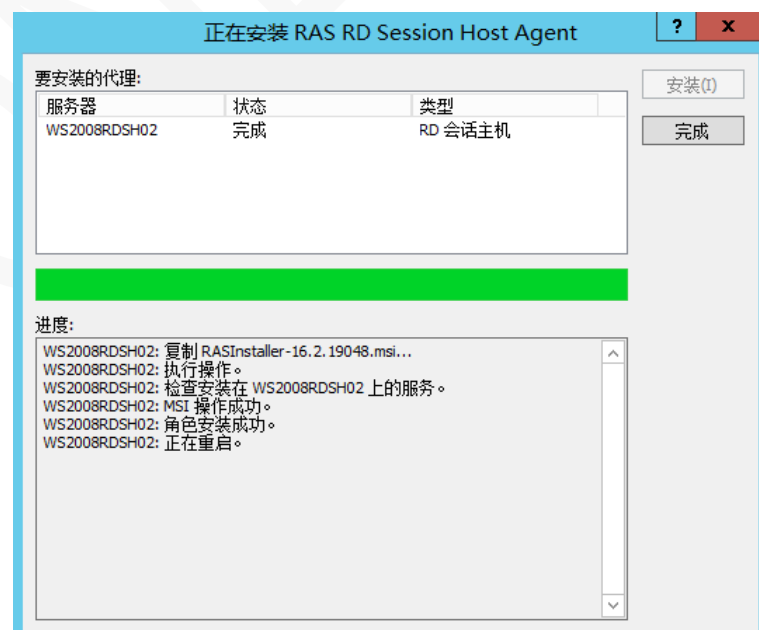 正在安装 RAS RD Session Host Agent
?
x
要安装的代理:
安装(I)
服务器 状态 类型
WS2008RDSH02 完成 RD 会话主机
完成
进度:
WS2008RDSH02: 复制 RASInstaller-16.2.19048.msi...
WS2008RDSH02: 执行操作。
WS2008RDSH02: 检查安装在 WS2008RDSH02 上的服务。
WS2008RDSH02: MSI 操作成功。
WS2008RDSH02: 角色安装成功。
WS2008RDSH02: 正在重启。